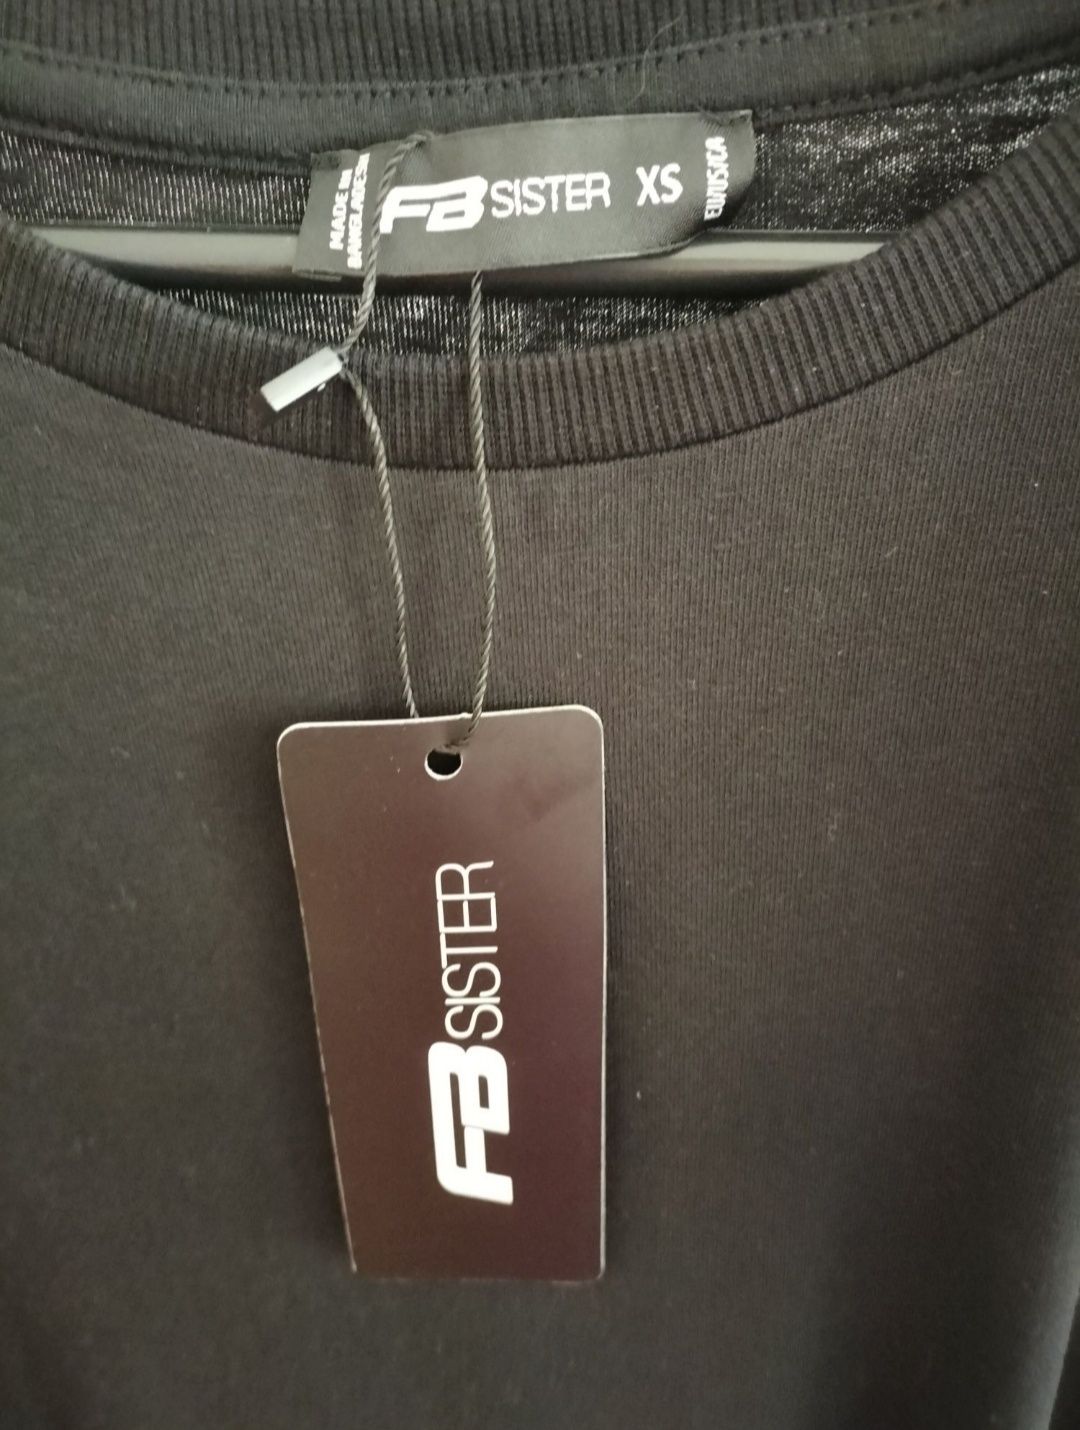 MADE IN
BANGLADESH
FB SISTER XS
EU/US/CA
FB SISTER